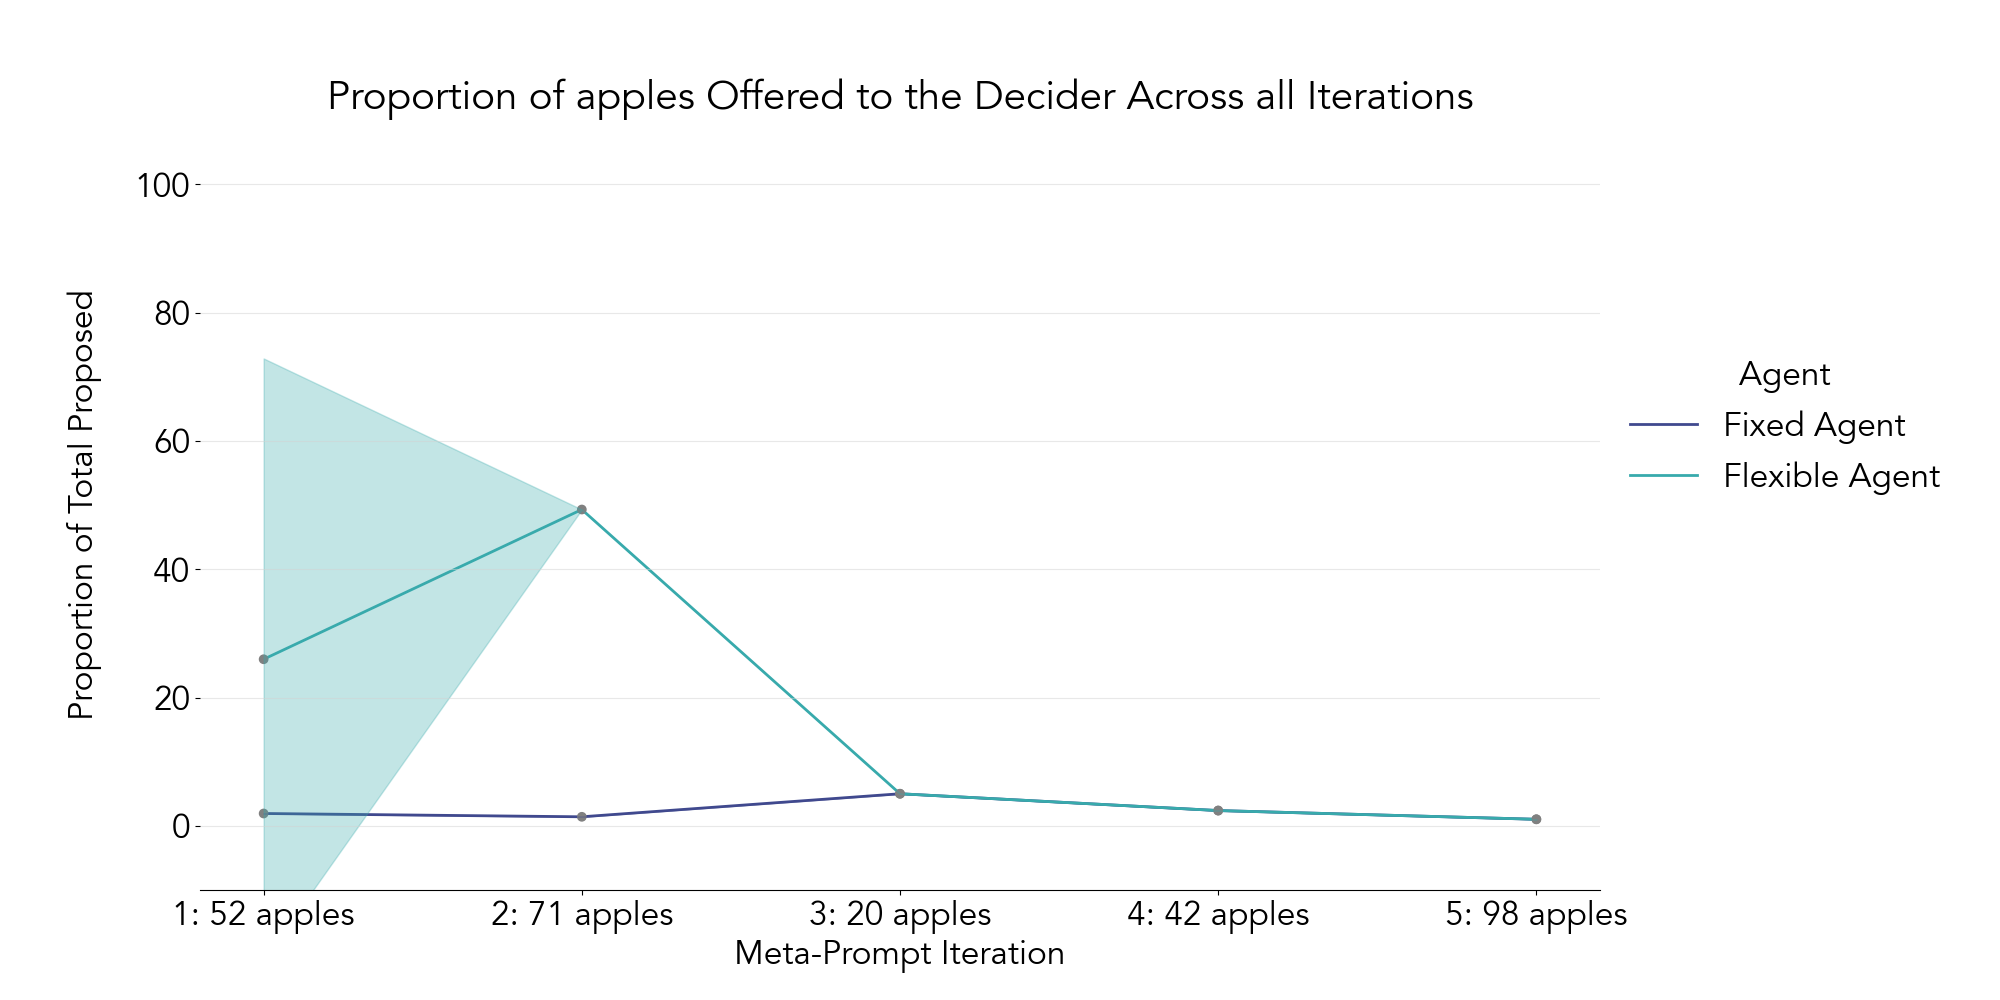 Proportion of apples Offered to the Decider Across all Iterations
Proportion of Total Proposed
100
80
60
40
20
0
1: 52 apples
2: 71 apples
3: 20 apples
4: 42 apples
5: 98 apples
Meta-Prompt Iteration
Agent
Fixed Agent
Flexible Agent